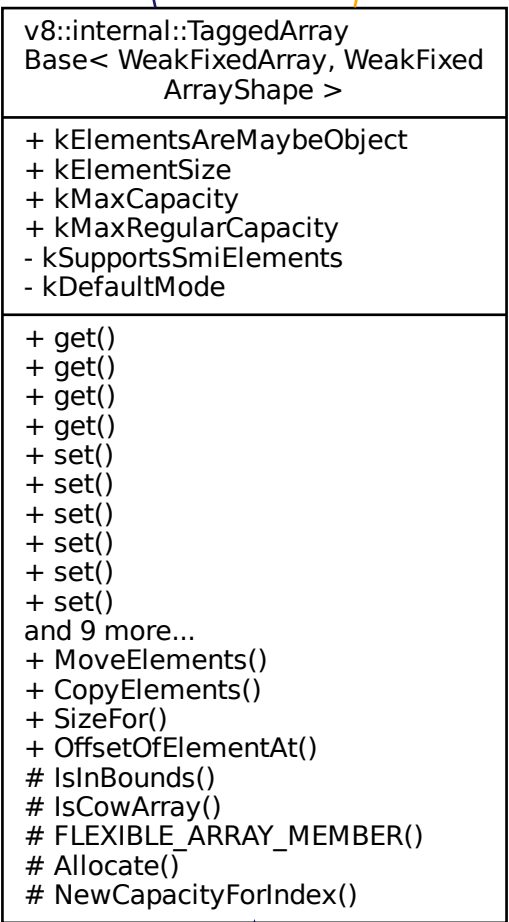 v8::internal::TaggedArray
Base< WeakFixedArray, WeakFixed
ArrayShape >
+ kElementsAreMaybeObject
+ kElementSize
+ kMaxCapacity
+ kMaxRegularCapacity
- kSupportsSmiElements
- kDefaultMode
+ get()
+ get()
+ get()
+ get()
+ set()
+ set()
+ set()
+ set()
+ set()
+ set()
and 9 more...
+ MoveElements()
+ CopyElements()
+ SizeFor()
+ OffsetOfElementAt()
# IsInBounds()
# IsCowArray()
# FLEXIBLE_ARRAY_MEMBER()
# Allocate()
# NewCapacityForIndex()